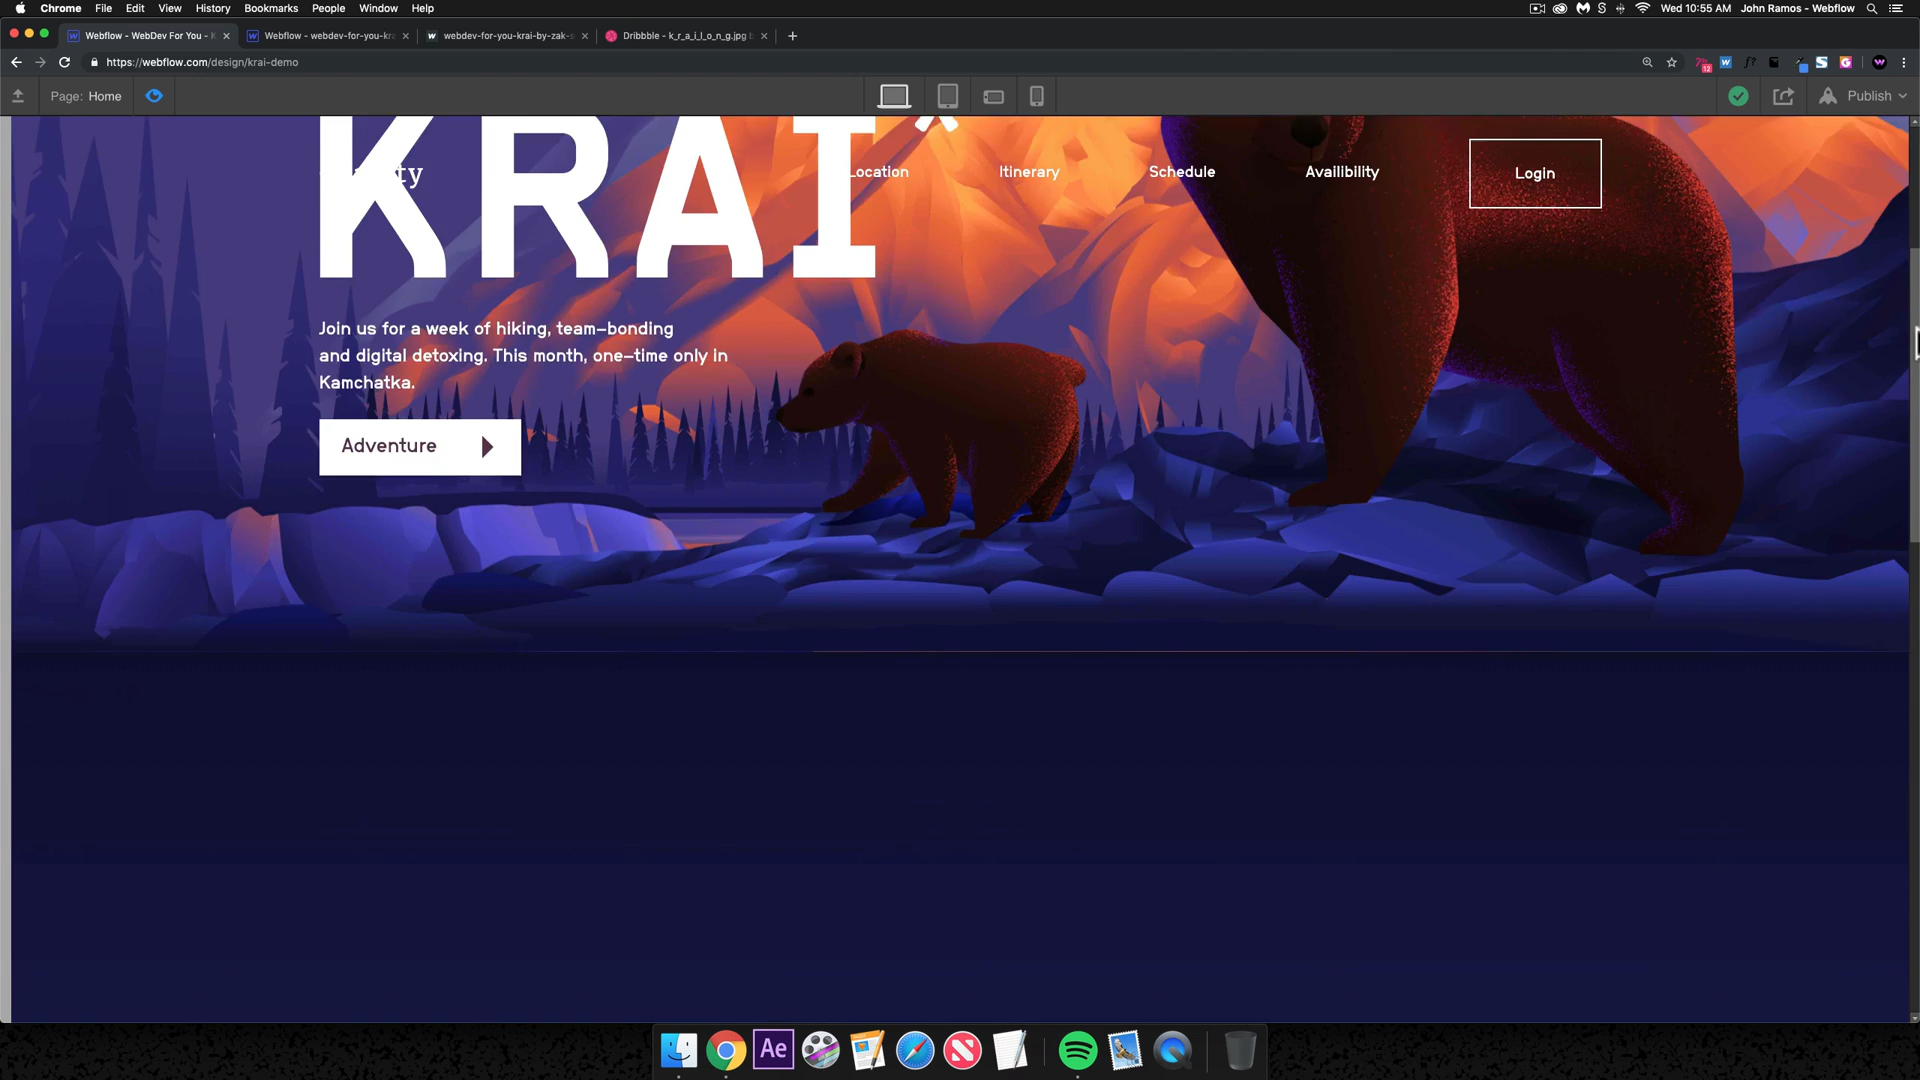 Chrome File Edit View History Bookmarks People Window Help
Wed 10:55 AM John Ramos - Webflow
Webflow - WebDev For You - K
Webflow - webdev-for-you-kra
webdev-for-you-krai-by-zak-s
Dribbble - k_r_a_i_l_o_n_g.jpg b
https://webflow.com/design/krai-demo
12
Page: Home
Publish
KRAI*
ty
Location
Itinerary
Schedule
Availibility
Login
Join us for a week of hiking, team-bonding
and digital detoxing. This month, one-time only in
Kamchatka.
Adventure
Ae